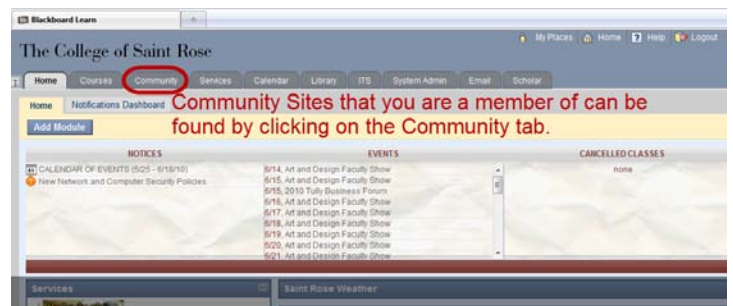 Blackboard Learn
My Places Home Help Logout
The College of Saint Rose
Home Courses Community Services Calendar Library ITS System Admin Email Scholar
Home Notifications Dashboard
Community Sites that you are a member of can be
found by clicking on the Community tab.
Add Module
NOTICES
CALENDAR OF EVENTS (5/25 - 6/18/10)
New Network and Computer Security Policies
EVENTS
6/14, Art and Design Faculty Show
6/15, Art and Design Faculty Show
6/15, 2010 Tully Business Forum
6/16, Art and Design Faculty Show
6/17, Art and Design Faculty Show
6/18, Art and Design Faculty Show
6/19, Art and Design Faculty Show
6/20, Art and Design Faculty Show
6/21, Art and Design Faculty Show
CANCELLED CLASSES
none
Services
Saint Rose Weather